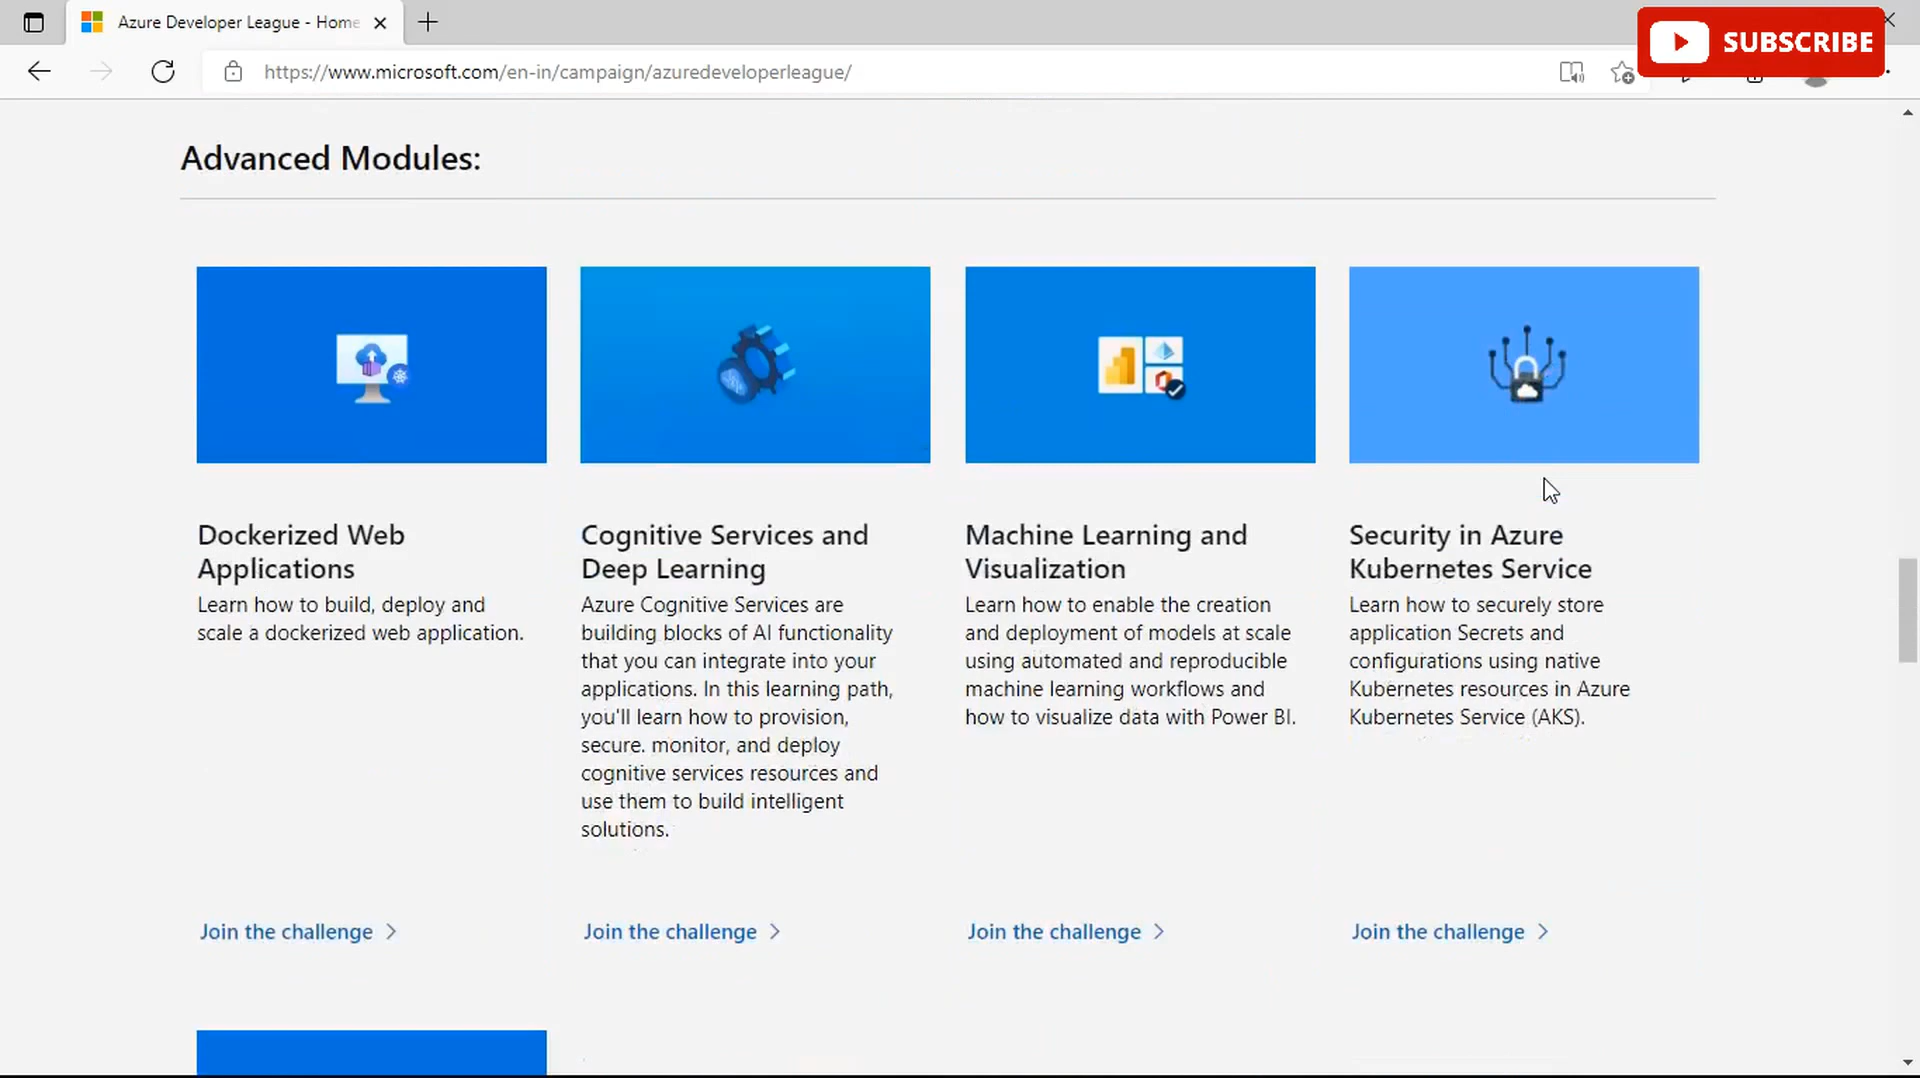 Azure Developer League - Home
SUBSCRIBE
https://www.microsoft.com/en-in/campaign/azuredeveloperleague/
Advanced Modules:
Dockerized Web
Applications
Learn how to build, deploy and
scale a dockerized web application.
Join the challenge
Cognitive Services and
Deep Learning
Azure Cognitive Services are
building blocks of AI functionality
that you can integrate into your
applications. In this learning path,
you'll learn how to provision,
secure. monitor, and deploy
cognitive services resources and
use them to build intelligent
solutions.
Join the challenge
Machine Learning and
Visualization
Learn how to enable the creation
and deployment of models at scale
using automated and reproducible
machine learning workflows and
how to visualize data with Power BI.
Join the challenge
Security in Azure
Kubernetes Service
Learn how to securely store
application Secrets and
configurations using native
Kubernetes resources in Azure
Kubernetes Service (AKS).
Join the challenge